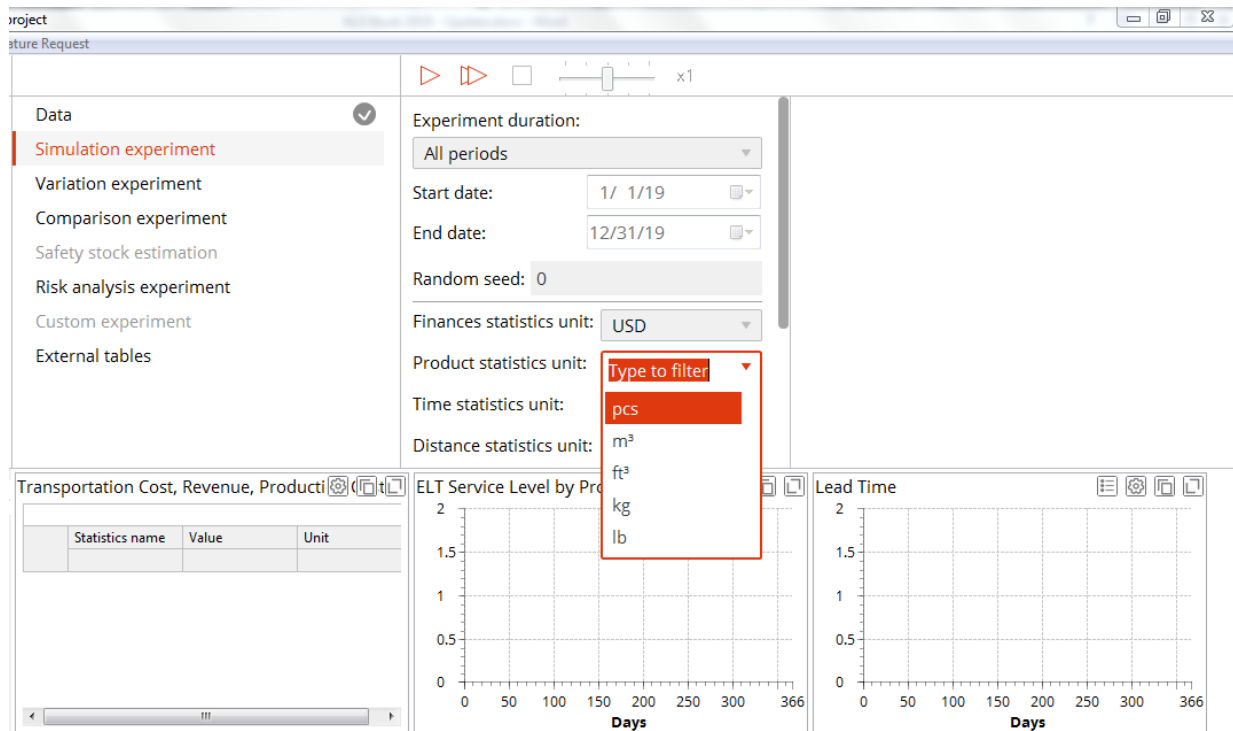 project
ature Request
x1
Data
Simulation experiment
Variation experiment
Comparison experiment
Safety stock estimation
Risk analysis experiment
Custom experiment
External tables
Experiment duration:
All periods
Start date: 1/ 1/19
End date: 12/31/19
Random seed: 0
Finances statistics unit: USD
Product statistics unit: Type to filter
Time statistics unit:
Distance statistics unit:
pcs
m³
ft³
kg
lb
Transportation Cost, Revenue, Producti
Statistics name Value Unit
ELT Service Level by Pr
2
1.5
1
0.5
0
0 50 100 150 200 250 300 366
Days
Lead Time
2
1.5
1
0.5
0
0 50 100 150 200 250 300 366
Days